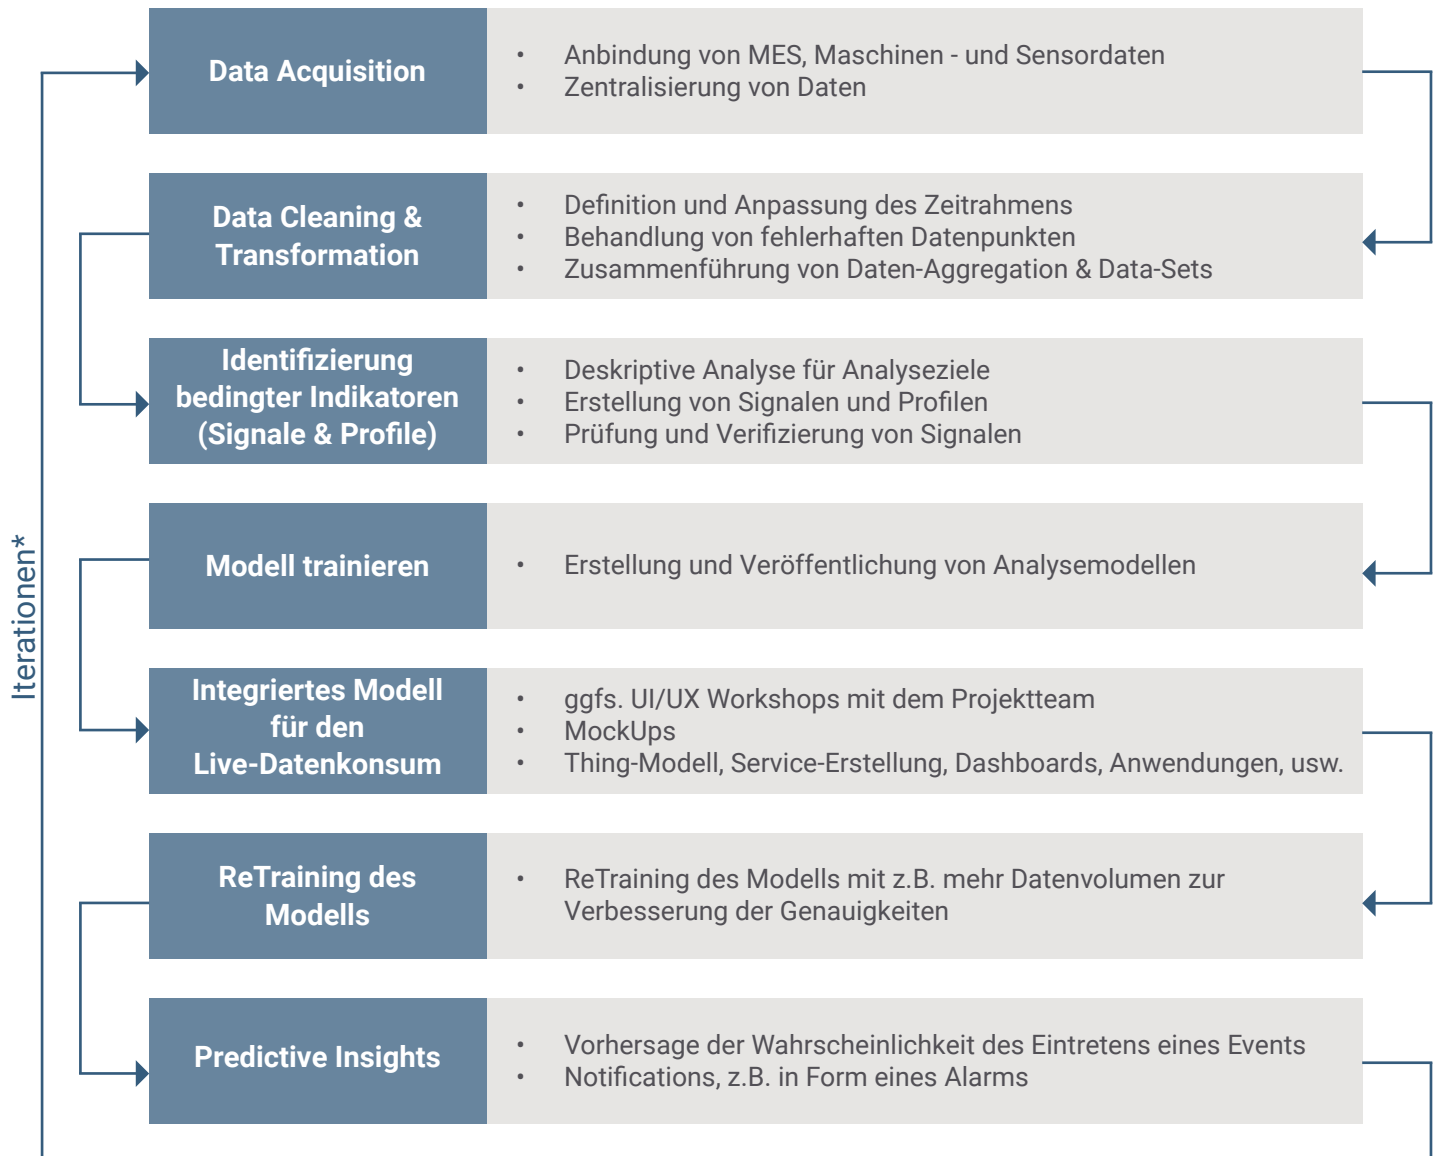 Data Acquisition
• Anbindung von MES, Maschinen - und Sensordaten
• Zentralisierung von Daten
Data Cleaning &
Transformation
• Definition und Anpassung des Zeitrahmens
• Behandlung von fehlerhaften Datenpunkten
• Zusammenführung von Daten-Aggregation & Data-Sets
Identifizierung
bedingter Indikatoren
(Signale & Profile)
• Deskriptive Analyse für Analyseziele
• Erstellung von Signalen und Profilen
• Prüfung und Verifizierung von Signalen
Iterationen*
Modell trainieren
• Erstellung und Veröffentlichung von Analysemodellen
Integriertes Modell
für den
Live-Datenkonsum
• ggfs. UI/UX Workshops mit dem Projektteam
• MockUps
• Thing-Modell, Service-Erstellung, Dashboards, Anwendungen, usw.
ReTraining des
Modells
• ReTraining des Modells mit z.B. mehr Datenvolumen zur
Verbesserung der Genauigkeiten
Predictive Insights
• Vorhersage der Wahrscheinlichkeit des Eintretens eines Events
• Notifications, z.B. in Form eines Alarms